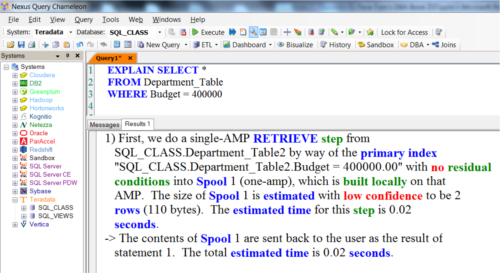 Nexus Query Chameleon
File Edit View Query Tools Web Window Help
System: Teradata Database: SQL_CLASS Execute Lock for Access
New Query ETL Dashboard Bisualize History Sandbox DBA Joins
Systems
Systems
Cloudera
DB2
Greenplum
Hadoop
Hortonworks
Kognitio
Netezza
Oracle
ParAccel
Redshift
Sandbox
SQL Server
SQL Server CE
SQL Server PDW
Sybase
Teradata
SQL_CLASS
SQL_VIEWS
Vertica
Query1*
1 EXPLAIN SELECT *
2 FROM Department_Table
3 WHERE Budget = 400000
Messages Results 1
1) First, we do a single-AMP RETRIEVE step from
SQL_CLASS.Department_Table2 by way of the primary index
"SQL_CLASS.Department_Table2.Budget = 400000.00" with no residual
conditions into Spool 1 (one-amp), which is built locally on that
AMP. The size of Spool 1 is estimated with low confidence to be 2
rows (110 bytes). The estimated time for this step is 0.02
seconds.
-> The contents of Spool 1 are sent back to the user as the result of
statement 1. The total estimated time is 0.02 seconds.